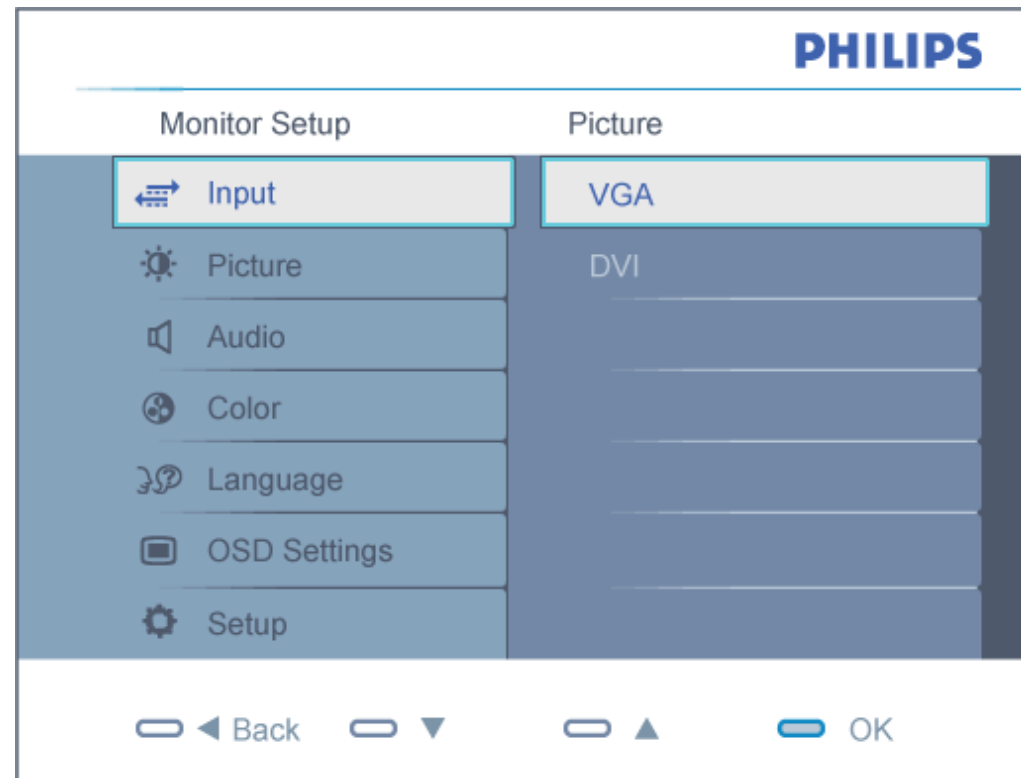 PHILIPS
Monitor Setup Picture
Input VGA
Picture DVI
Audio
Color
Language
OSD Settings
Setup
Back OK